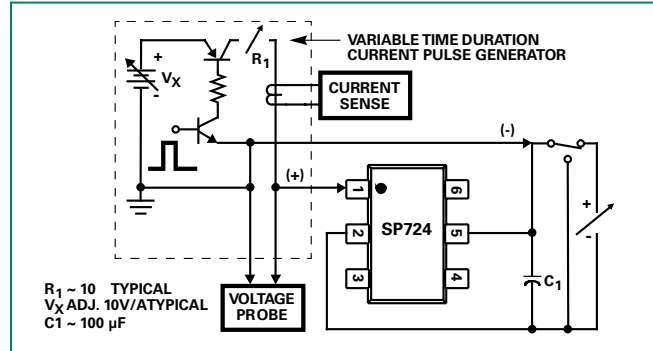 VARIABLE TIME DURATION
CURRENT PULSE GENERATOR
+
VX
-
R1
CURRENT
SENSE
(-)
(+)
1
2
3
SP724
6
5
4
+
-
C1
VOLTAGE
PROBE
R1 ~ 10 TYPICAL
VX ADJ. 10V/ATYPICAL
C1 ~ 100 µF